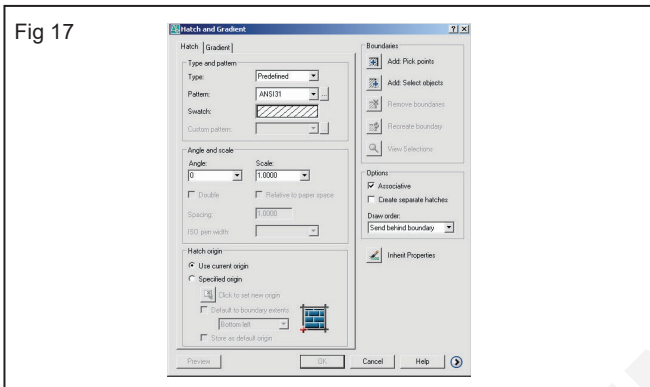 Fig 17
Hatch and Gradient
Hatch
Gradient
Type and pattern
Type:
Predefined
Pattern:
ANSI31
...
Swatch:
Custom pattern:
Angle and scale
Angle:
Scale:
0
1.0000
Double
Relative to paper space
Spacing:
1.0000
ISO pen width:
Hatch origin
Use current origin
Specified origin
Click to set new origin
Default to boundary extents
Bottom left
Store as default origin
Boundaries
Add: Pick points
Add: Select objects
Remove boundaries
Recreate boundary
View Selections
Options
Associative
Create separate hatches
Draw order:
Send behind boundary
Inherit Properties
Preview
OK
Cancel
Help